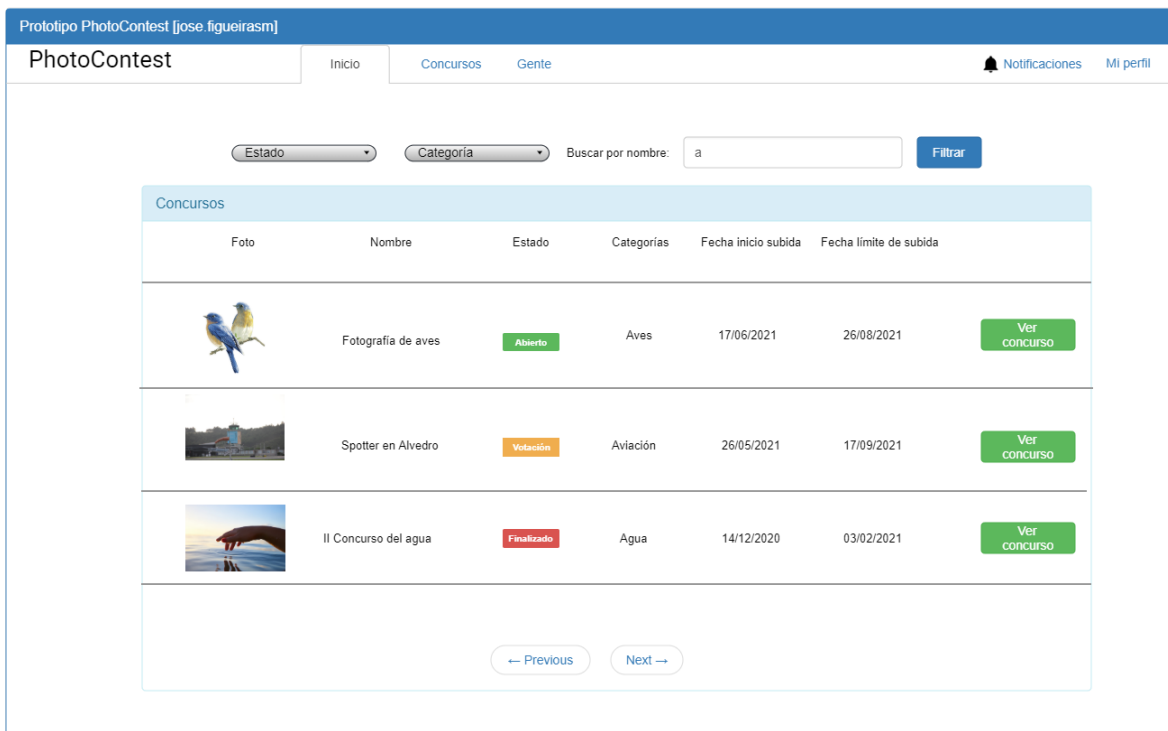 Prototipo PhotoContest [jose.figueirasm]
PhotoContest Inicio Concursos Gente Notificaciones Mi perfil
Estado Categoría Buscar por nombre: a Filtrar
Concursos
Foto Nombre Estado Categorías Fecha inicio subida Fecha límite de subida
Fotografía de aves Abierto Aves 17/06/2021 26/08/2021 Ver concurso
Spotter en Alvedro Votación Aviación 26/05/2021 17/09/2021 Ver concurso
II Concurso del agua Finalizado Agua 14/12/2020 03/02/2021 Ver concurso
← Previous Next →